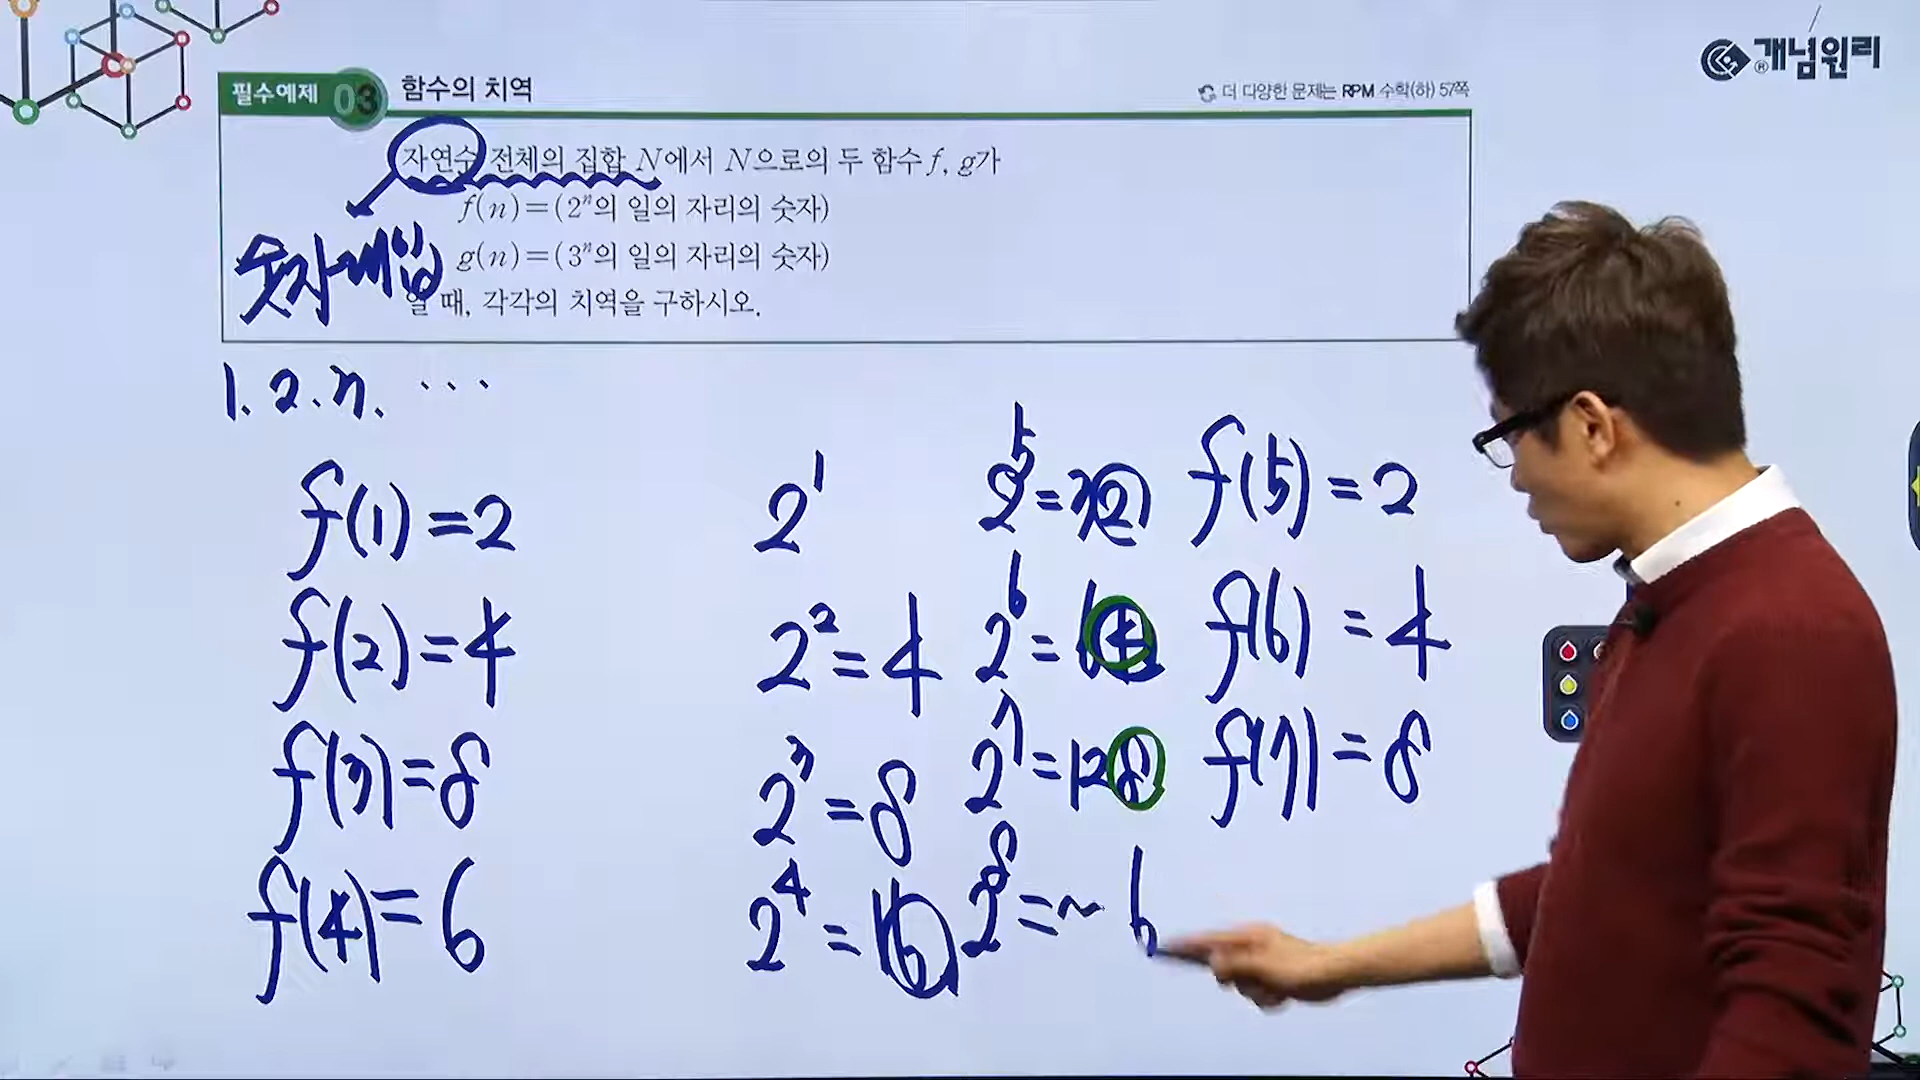 개념원리
필수예제 03 함수의 치역
더 다양한 문제는 RPM 수학(하) 57쪽
자연수 전체의 집합 N에서 N으로의 두 함수 f, g가
f(n)=(2ⁿ의 일의 자리의 숫자)
g(n)=(3ⁿ의 일의 자리의 숫자)
일 때, 각각의 치역을 구하시오.
숫자대입
1. 2. n. ...
f(1)=2
f(2)=4
f(3)=8
f(4)=6
2¹
2²=4
2³=8
2⁴=16
2⁵=32 f(5)=2
2⁶=64 f(6)=4
2⁷=128 f(7)=8
2⁸=~6